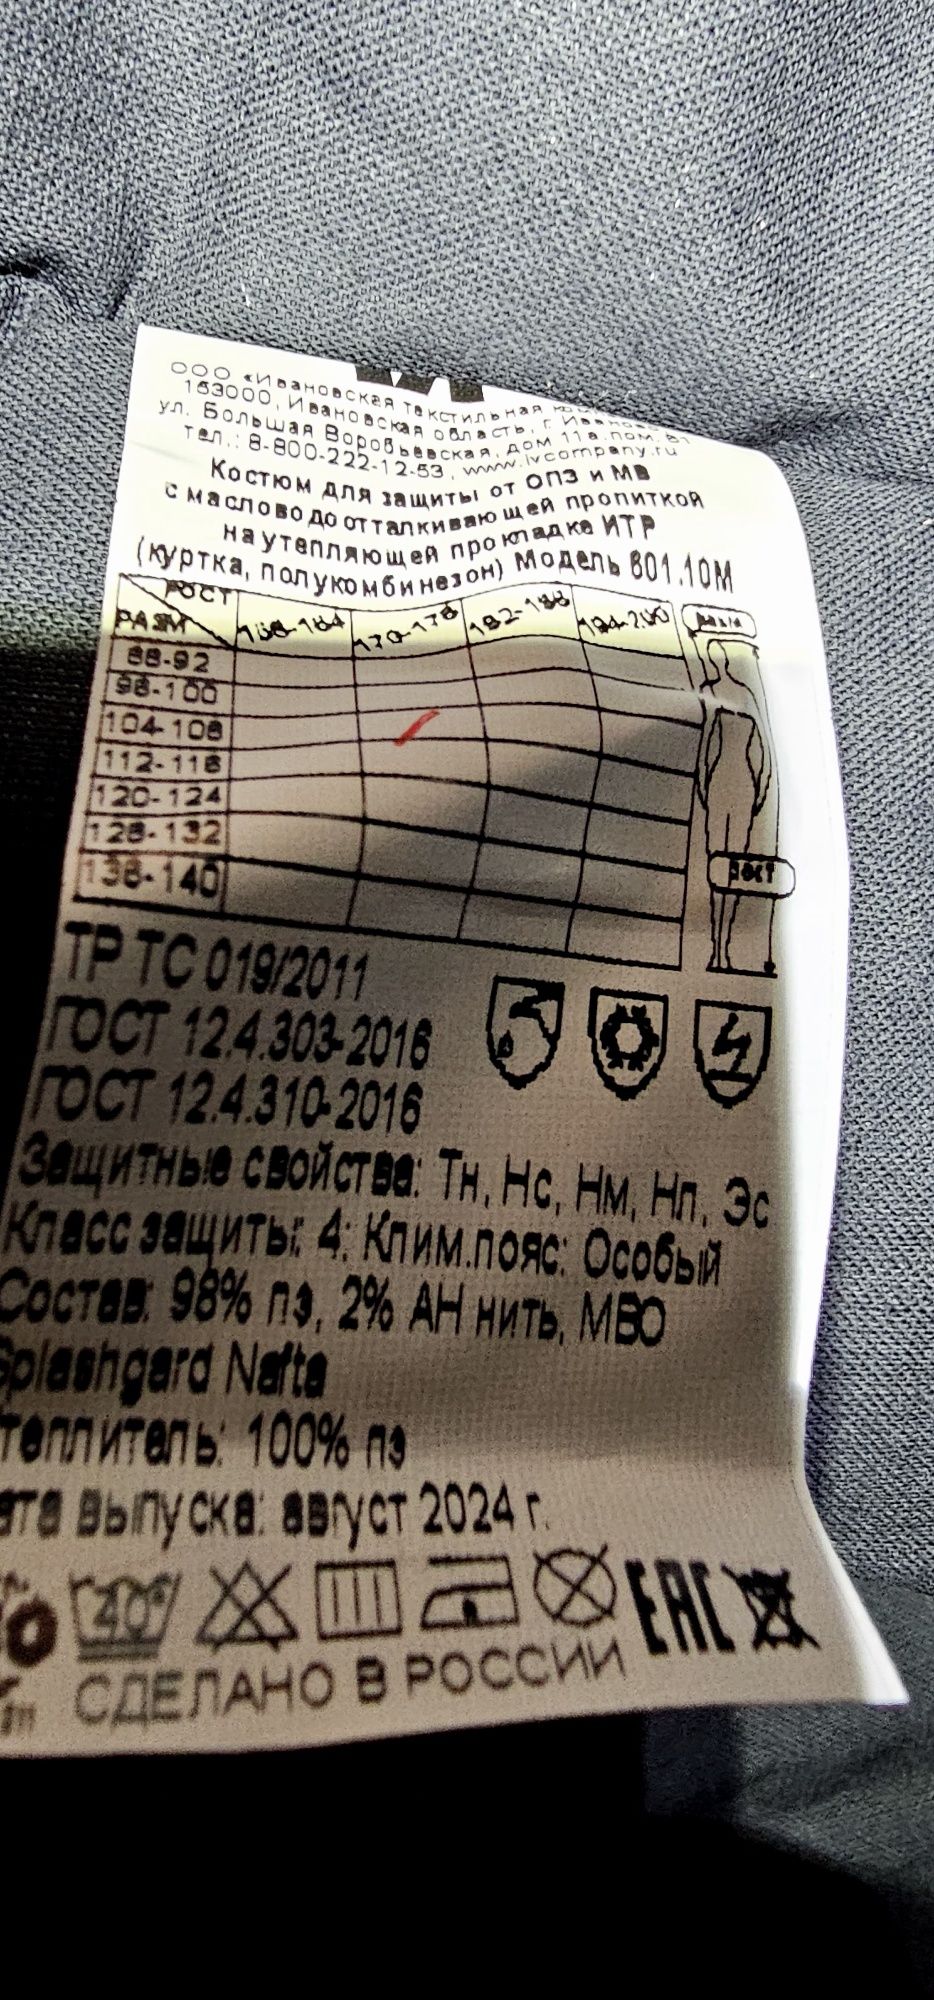 ООО «Ивановская текстильная
153000, Ивановская область, г. Иваново
ул. Большая Воробьевская, дом 11а, пом.
тел.: 8-800-222-12-53, www.ivcompany.ru
Костюм для защиты от ОПЗ и МВ
с масловодоотталкивающей пропиткой
на утепляющей прокладке ИТР
(куртка, полукомбинезон) Модель 801.10М
РОСТ
РАЗМ 158-164 170-176 182-188 194-200
88-92
96-100
104-108
112-116
120-124
128-132
136-140
рост
ТР ТС 019/2011
ГОСТ 12.4.303-2016
ГОСТ 12.4.310-2016
Защитные свойства: Тн, Нс, Нм, Нл, Эс
Класс защиты: 4; Клим.пояс: Особый
Состав: 98% пэ, 2% АН нить, МВО
Splashgard Nafta
теплитель: 100% пэ
ата выпуска: август 2024 г.
40° ЕАС
СДЕЛАНО В РОССИИ